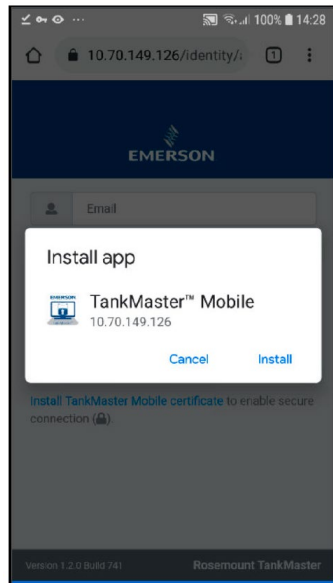 100% 14:28
10.70.149.126/identity/a
1
EMERSON
Email
Install app
EMERSON
TankMaster™ Mobile
10.70.149.126
Cancel Install
Install TankMaster Mobile certificate to enable secure
connection ( )
Version 1.2.0 Build 741 Rosemount TankMaster